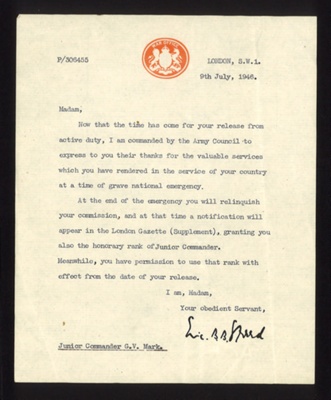 WAR OFFICE
P/306455
LONDON, S.W.1.
9th July, 1946.
Madam,
Now that the time has come for your release from
active duty, I am commanded by the Army Council to
express to you their thanks for the valuable services
which you have rendered in the service of your country
at a time of grave national emergency.
At the end of the emergency you will relinquish
your commission, and at that time a notification will
appear in the London Gazette (Supplement), granting you
also the honorary rank of Junior Commander.
Meanwhile, you have permission to use that rank with
effect from the date of your release.
I am, Madam,
Your obedient Servant,
Eric B B Speed
Junior Commander G.V. Mark.